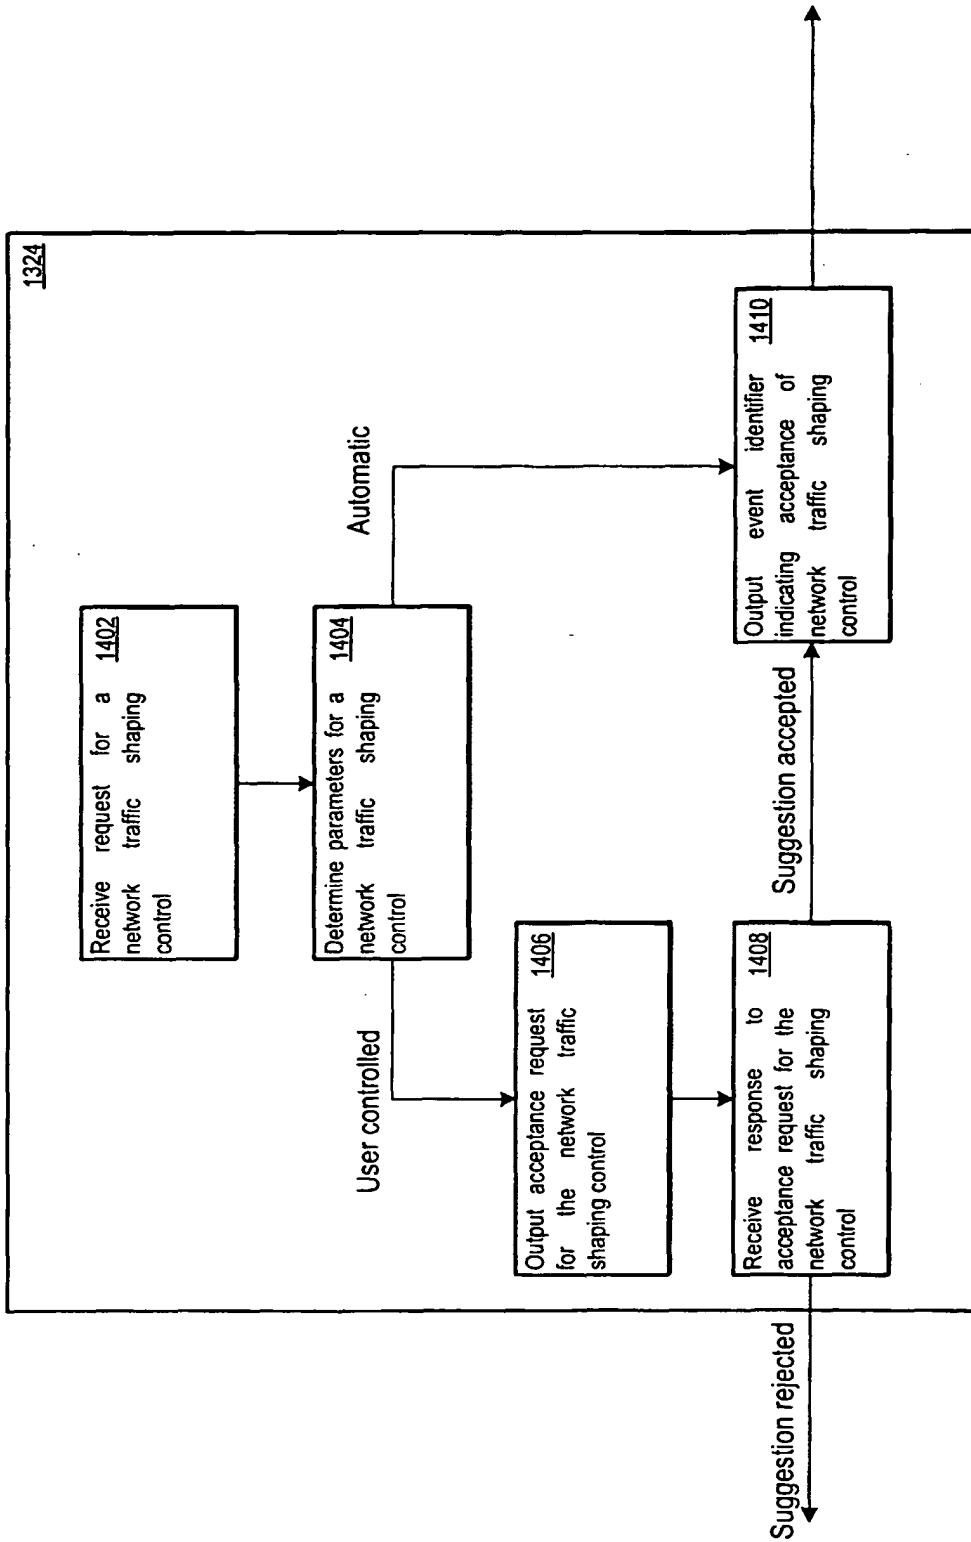 1324
Receive request for a 1402
network traffic shaping
control
Determine parameters for a 1404
network traffic shaping
control
User controlled
Automatic
Output acceptance request 1406
for the network traffic
shaping control
Receive response to 1408
acceptance request for the
network traffic shaping
control
Suggestion rejected
Suggestion accepted
Output event identifier 1410
indicating acceptance of
network traffic shaping
control